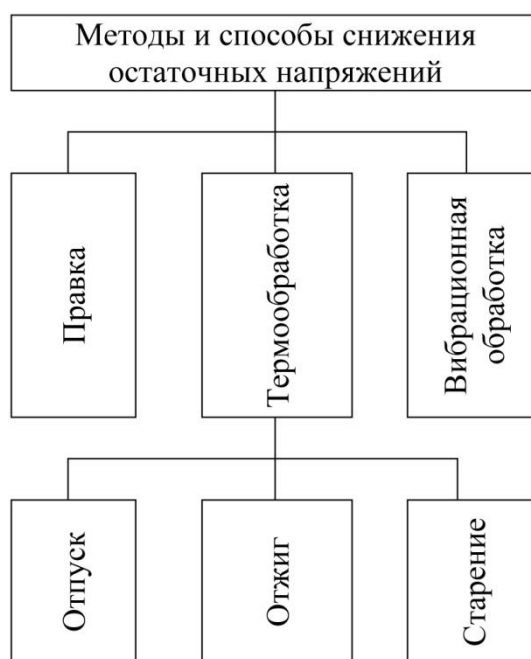 Методы и способы снижения
остаточных напряжений
Правка
Термообработка
Вибрационная
обработка
Отпуск
Отжиг
Старение